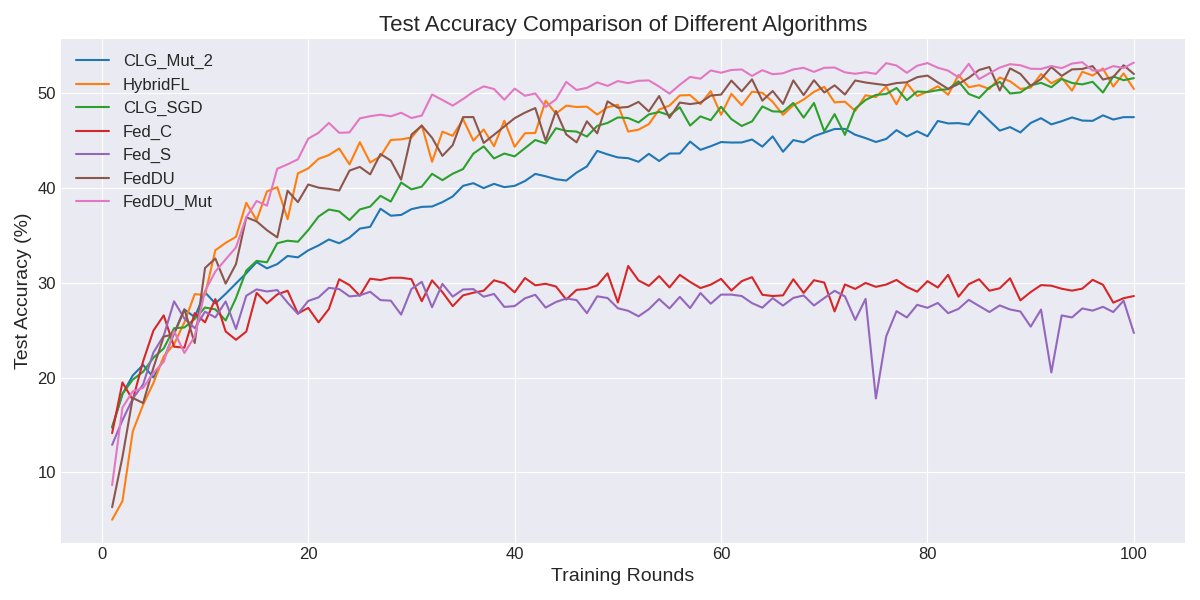 Test Accuracy Comparison of Different Algorithms
CLG_Mut_2
HybridFL
CLG_SGD
Fed_C
Fed_S
FedDU
FedDU_Mut
Test Accuracy (%)
50
40
30
20
10
0 20 40 60 80 100
Training Rounds